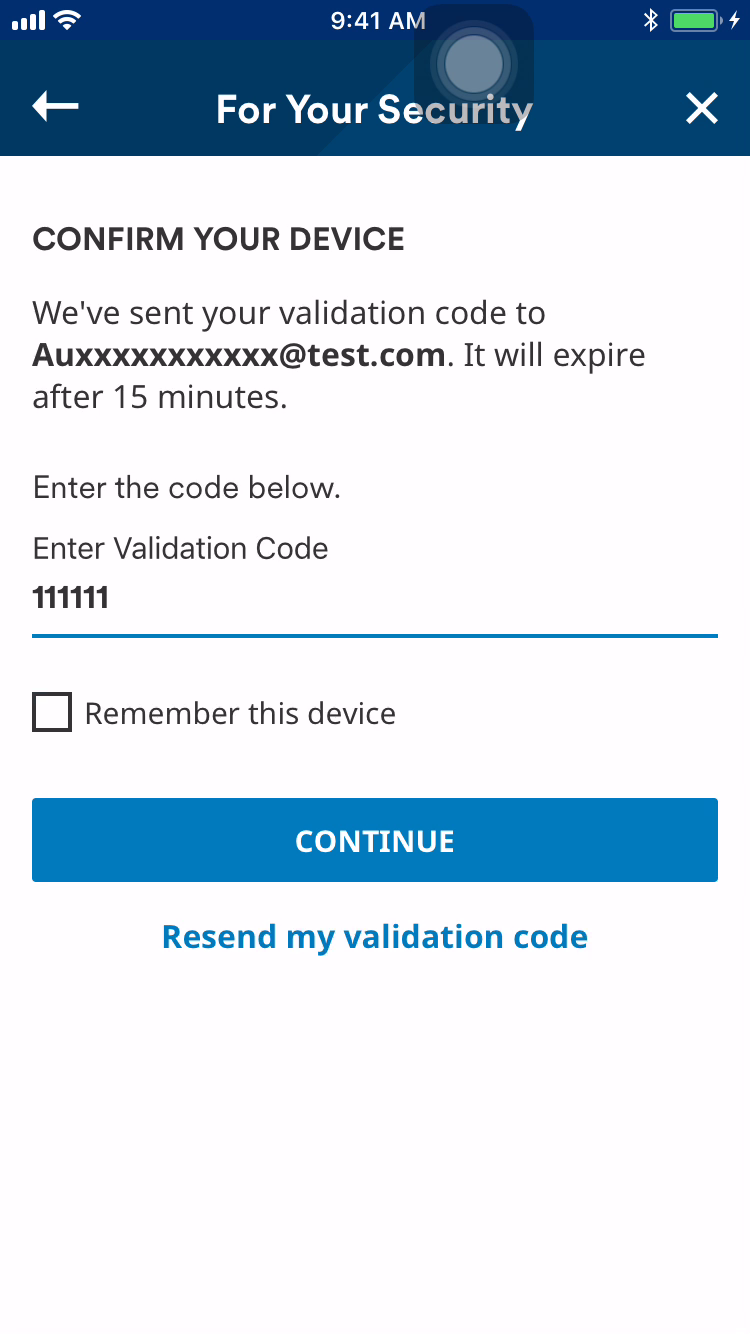 9:41 AM
For Your Security
CONFIRM YOUR DEVICE
We've sent your validation code to
Auxxxxxxxxxxx@test.com. It will expire
after 15 minutes.
Enter the code below.
Enter Validation Code
111111
Remember this device
CONTINUE
Resend my validation code